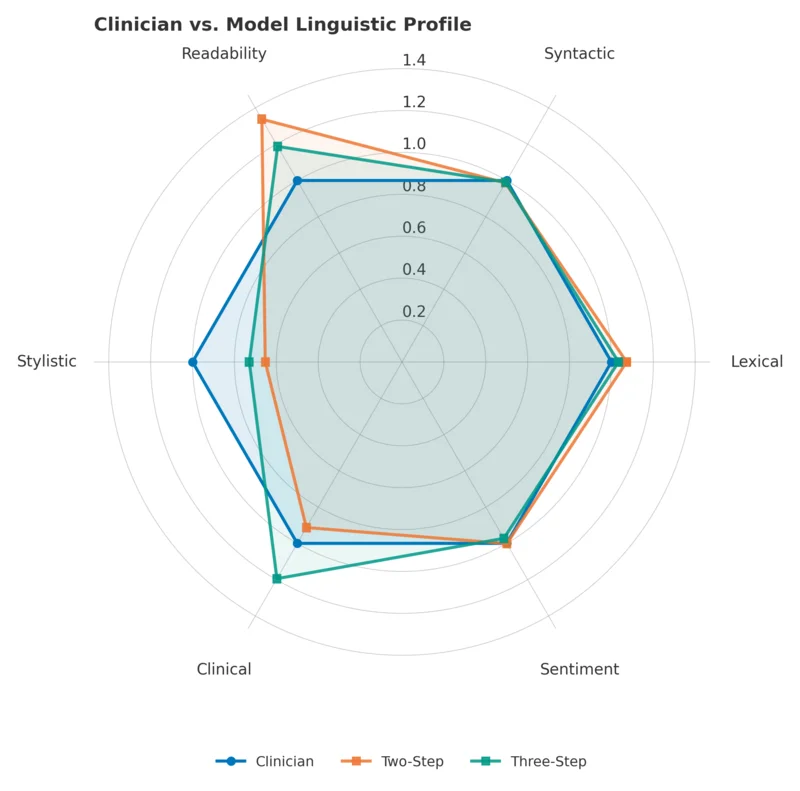 Clinician vs. Model Linguistic Profile
Readability
Syntactic
1.4
1.2
1.0
0.8
0.6
0.4
0.2
Stylistic
Lexical
Clinical
Sentiment
Clinician
Two-Step
Three-Step